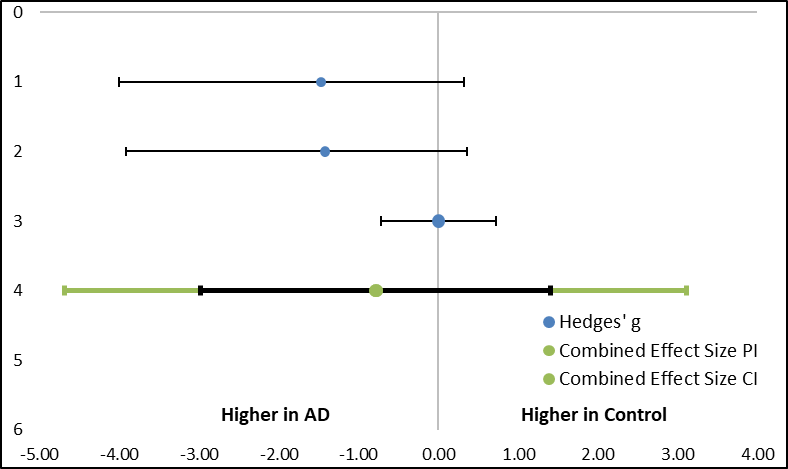 0
1
2
3
4
Hedges' g
Combined Effect Size PI
5
Combined Effect Size CI
Higher in AD Higher in Control
6
-5.00 -4.00 -3.00 -2.00 -1.00 0.00 1.00 2.00 3.00 4.00